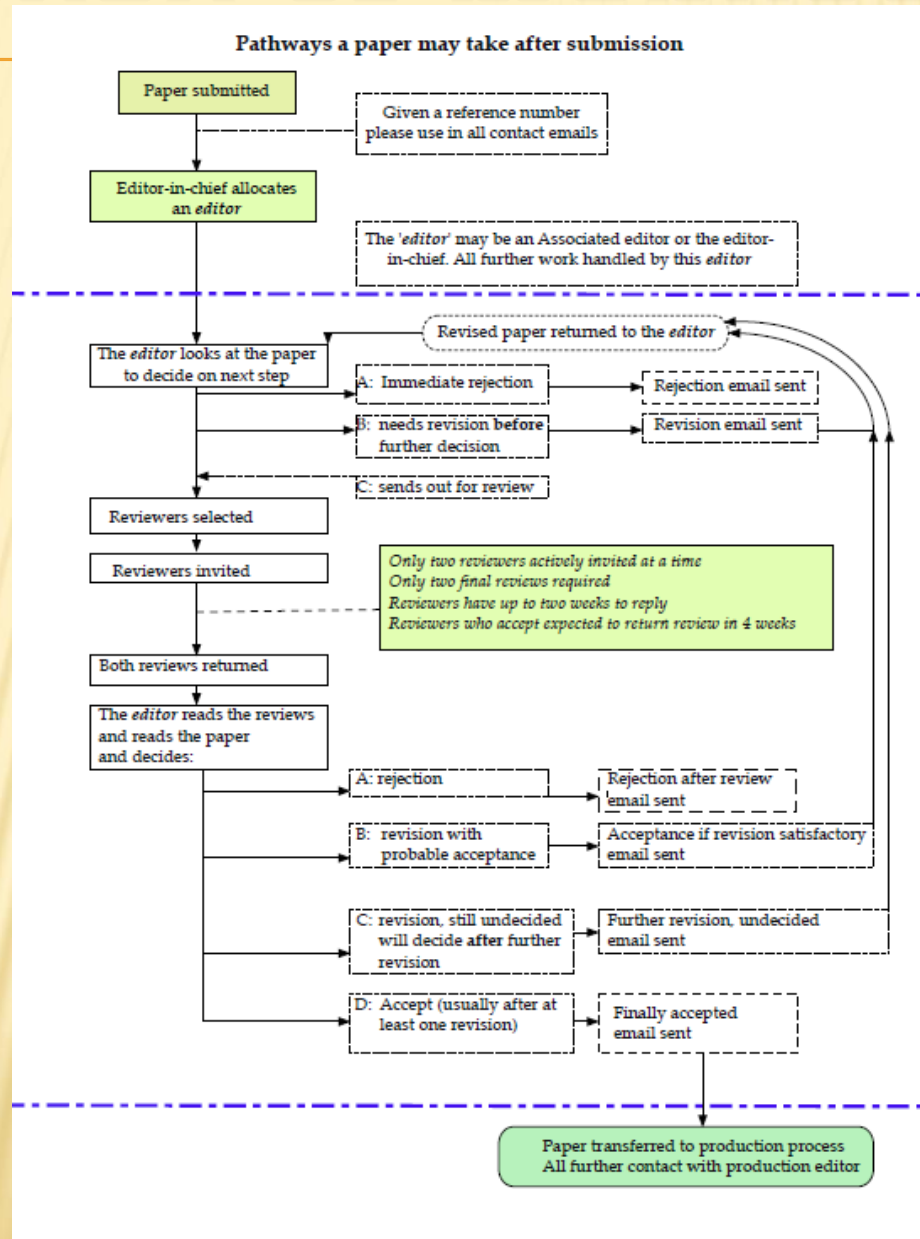 Pathways a paper may take after submission
Paper submitted
Given a reference number
please use in all contact emails
Editor-in-chief allocates
an editor
The 'editor' may be an Associated editor or the editor-
in-chief. All further work handled by this editor
Revised paper returned to the editor
The editor looks at the paper
to decide on next step
A: Immediate rejection
Rejection email sent
B: needs revision before
further decision
Revision email sent
C: sends out for review
Reviewers selected
Reviewers invited
Only two reviewers actively invited at a time
Only two final reviews required
Reviewers have up to two weeks to reply
Reviewers who accept expected to return review in 4 weeks
Both reviews returned
The editor reads the reviews
and reads the paper
and decides:
A: rejection
Rejection after review
email sent
B: revision with
probable acceptance
Acceptance if revision satisfactory
email sent
C: revision, still undecided
will decide after further
revision
Further revision, undecided
email sent
D: Accept (usually after at
least one revision)
Finally accepted
email sent
Paper transferred to production process
All further contact with production editor